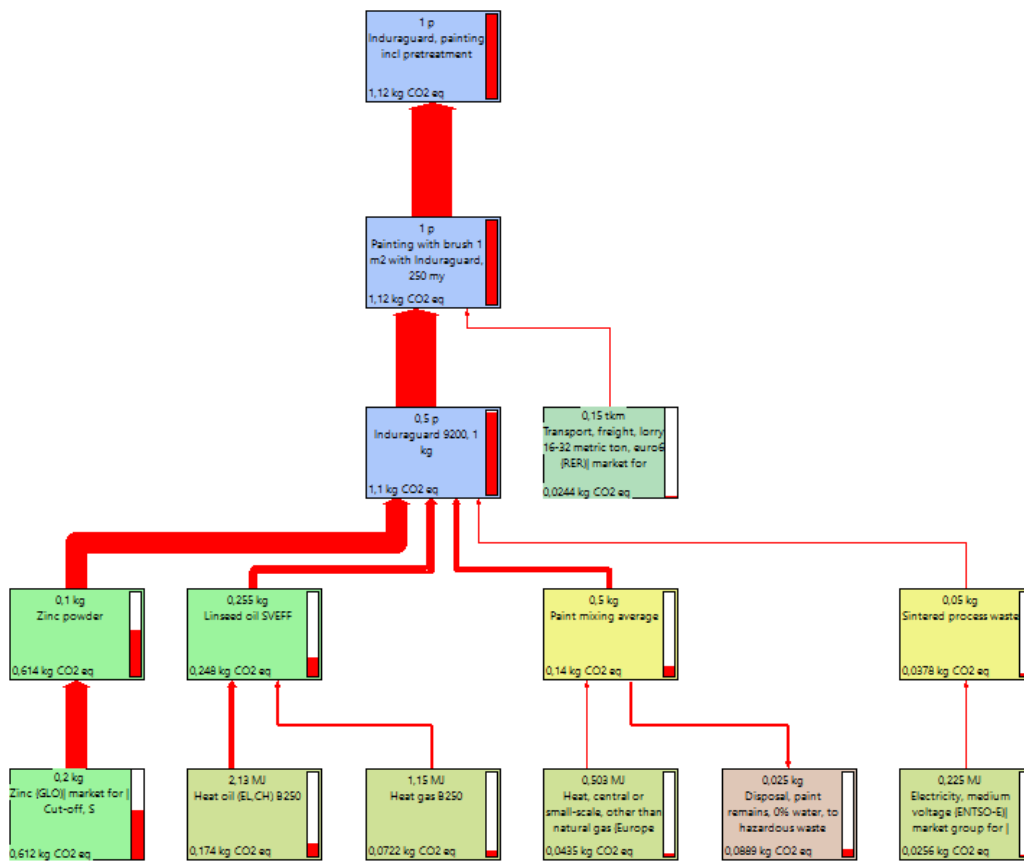 1 p
Induraguard, painting
incl pretreatment
1,12 kg CO2 eq
1 p
Painting with brush 1
m2 with Induraguard,
250 my
1,12 kg CO2 eq
0,5 p
Induraguard 9200, 1
kg
1,1 kg CO2 eq
0,15 tkm
Transport, freight, lorry
16-32 metric ton, euro6
(RER)| market for
0,0244 kg CO2 eq
0,1 kg
Zinc powder
0,614 kg CO2 eq
0,255 kg
Linseed oil SVEFF
0,248 kg CO2 eq
0,5 kg
Paint mixing average
0,14 kg CO2 eq
0,05 kg
Sintered process waste
0,0378 kg CO2 eq
0,2 kg
Zinc (GLO)| market for |
Cut-off, S
0,612 kg CO2 eq
2,13 MJ
Heat oil (EL,CH) B250
0,174 kg CO2 eq
1,15 MJ
Heat gas B250
0,0722 kg CO2 eq
0,503 MJ
Heat, central or
small-scale, other than
natural gas (Europe
0,0435 kg CO2 eq
0,025 kg
Disposal, paint
remains, 0% water, to
hazardous waste
0,0889 kg CO2 eq
0,225 MJ
Electricity, medium
voltage (ENTSO-E)|
market group for |
0,0256 kg CO2 eq